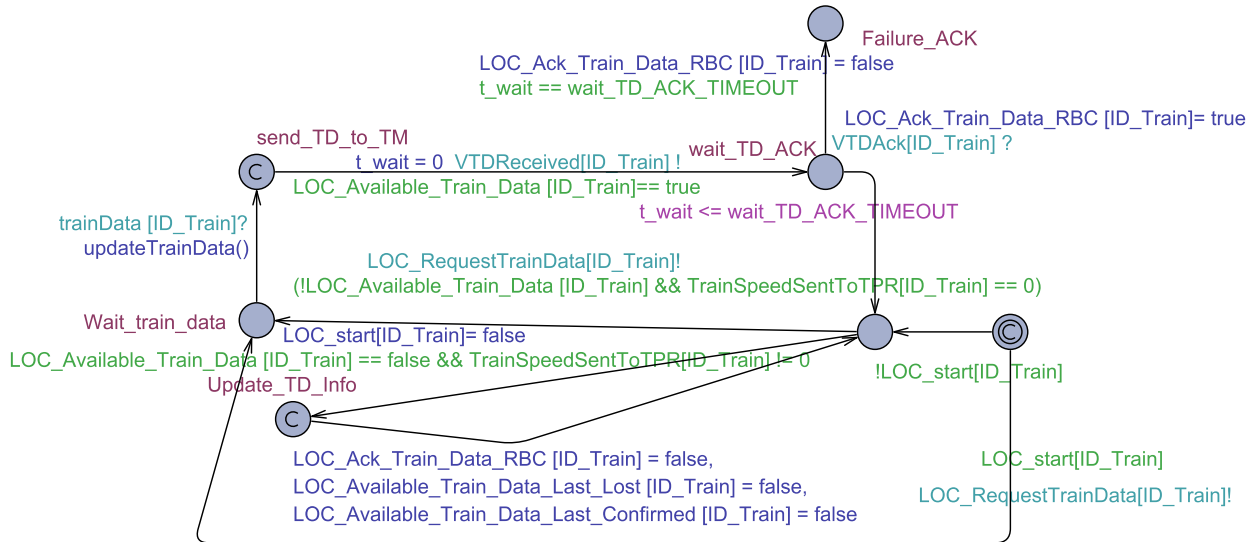 Failure_ACK
LOC_Ack_Train_Data_RBC [ID_Train] = false
t_wait == wait_TD_ACK_TIMEOUT
LOC_Ack_Train_Data_RBC [ID_Train]= true
VTDAck[ID_Train] ?
send_TD_to_TM
wait_TD_ACK
t_wait = 0 VTDReceived[ID_Train] !
C
LOC_Available_Train_Data [ID_Train]== true
t_wait <= wait_TD_ACK_TIMEOUT
trainData [ID_Train]?
updateTrainData()
LOC_RequestTrainData[ID_Train]!
(!LOC_Available_Train_Data [ID_Train] && TrainSpeedSentToTPR[ID_Train] == 0)
Wait_train_data
LOC_start[ID_Train]= false
C
LOC_Available_Train_Data [ID_Train] == false && TrainSpeedSentToTPR[ID_Train] != 0
!LOC_start[ID_Train]
Update_TD_Info
C
LOC_Ack_Train_Data_RBC [ID_Train] = false,
LOC_Available_Train_Data_Last_Lost [ID_Train] = false,
LOC_Available_Train_Data_Last_Confirmed [ID_Train] = false
LOC_start[ID_Train]
LOC_RequestTrainData[ID_Train]!